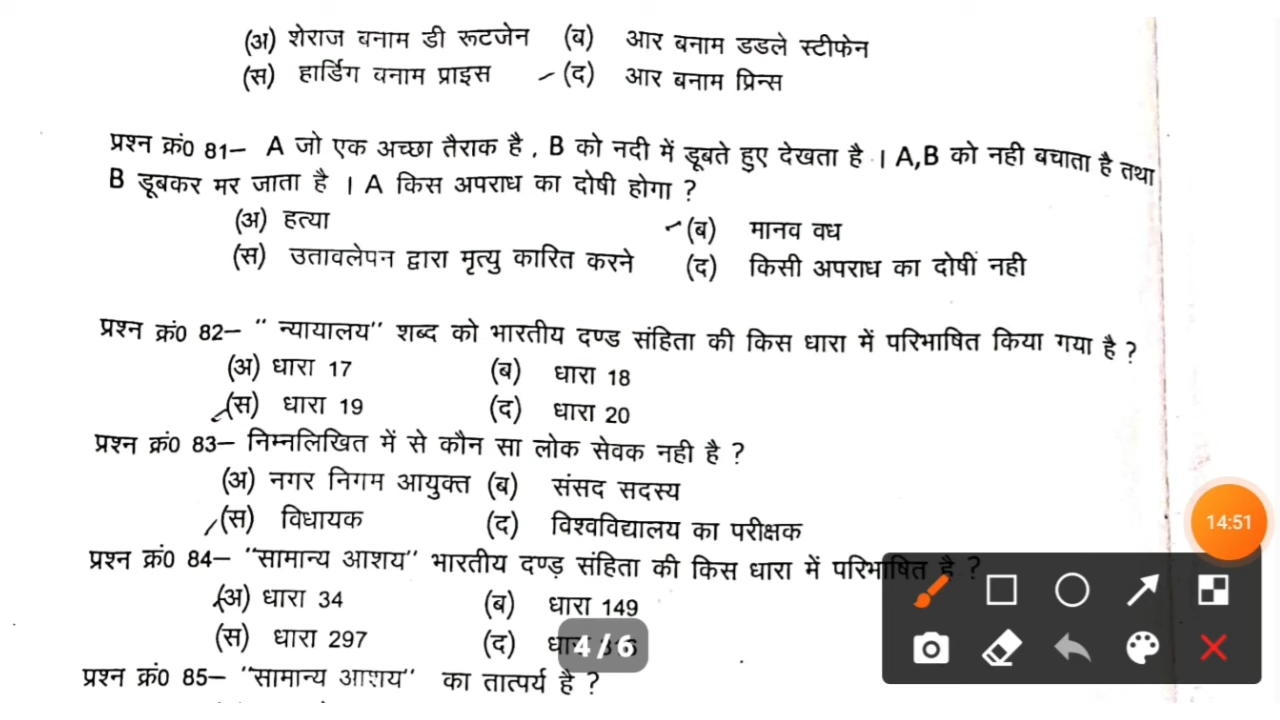 (अ) शेराज वनाम डी रूटजेन (ब) आर बनाम डडले स्टीफेन
(स) हार्डिग वनाम प्राइस (द) आर बनाम प्रिन्स
प्रश्न क्रं0 81– A जो एक अच्छा तैराक है , B को नदी में डूबते हुए देखता है । A,B को नही बचाता है तथा
B डूबकर मर जाता है । A किस अपराध का दोषी होगा ?
(अ) हत्या (ब) मानव वध
(स) उतावलेपन द्वारा मृत्यु कारित करने (द) किसी अपराध का दोषी नही
प्रश्न क्रं0 82– '' न्यायालय'' शब्द को भारतीय दण्ड संहिता की किस धारा में परिभाषित किया गया है ?
(अ) धारा 17 (ब) धारा 18
(स) धारा 19 (द) धारा 20
प्रश्न क्रं0 83– निम्नलिखित में से कौन सा लोक सेवक नही है ?
(अ) नगर निगम आयुक्त (ब) संसद सदस्य
(स) विधायक (द) विश्वविद्यालय का परीक्षक
14:51
प्रश्न क्रं0 84– ''सामान्य आशय'' भारतीय दण्ड़ संहिता की किस धारा में परिभाषित है ?
(अ) धारा 34 (ब) धारा 149
(स) धारा 297 (द)
4 / 6
प्रश्न क्रं0 85– ''सामान्य आशय'' का तात्पर्य है ?